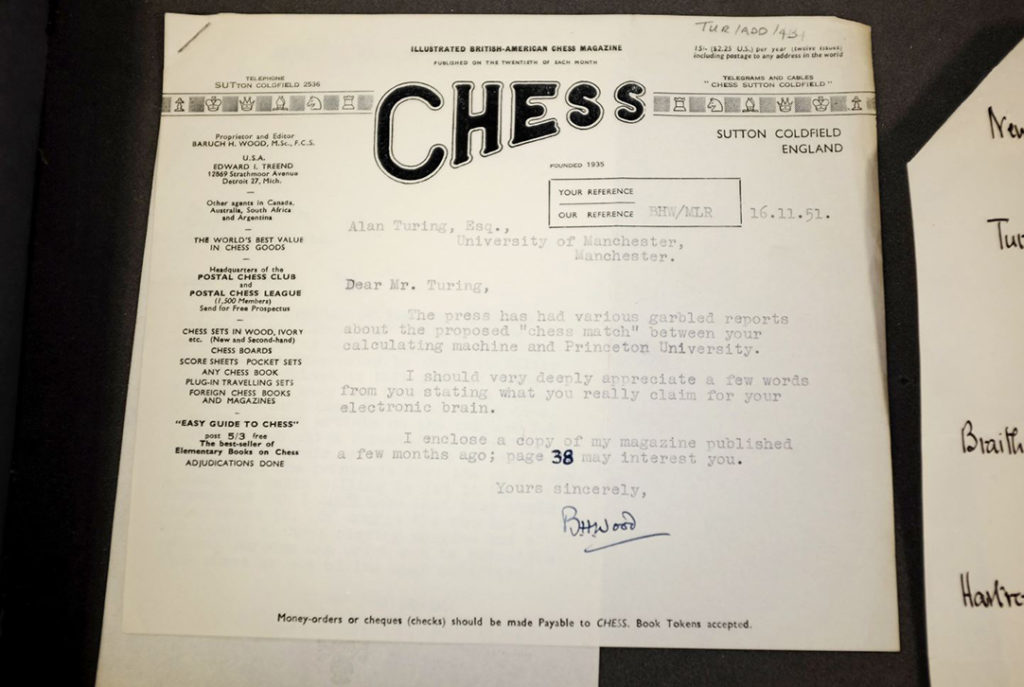 TUR/ADD/43
ILLUSTRATED BRITISH-AMERICAN CHESS MAGAZINE
PUBLISHED ON THE TWENTIETH OF EACH MONTH
15/- ($2.25 U.S.) per year (twelve issues)
including postage to any address in the world
TELEPHONE
SUTTON COLDFIELD 2536
TELEGRAMS AND CABLES
"CHESS SUTTON COLDFIELD"
CHESS
FOUNDED 1935
SUTTON COLDFIELD
ENGLAND
Proprietor and Editor
BARUCH H. WOOD, M.Sc., F.C.S.
U.S.A.
EDWARD I. TREEND
12869 Strathmoor Avenue
Detroit 27, Mich.
Other agents in Canada,
Australia, South Africa
and Argentina
THE WORLD'S BEST VALUE
IN CHESS GOODS
Headquarters of the
POSTAL CHESS CLUB
and
POSTAL CHESS LEAGUE
(1,500 Members)
Send for Free Prospectus
CHESS SETS IN WOOD, IVORY
etc. (New and Second-hand)
CHESS BOARDS
SCORE SHEETS POCKET SETS
ANY CHESS BOOK
PLUG-IN TRAVELLING SETS
FOREIGN CHESS BOOKS
AND MAGAZINES
"EASY GUIDE TO CHESS"
post 5/3 free
The best-seller of
Elementary Books on Chess
ADJUDICATIONS DONE
YOUR REFERENCE
OUR REFERENCE BHW/MLR
16.11.51.
Alan Turing, Esq.,
University of Manchester,
Manchester.
Dear Mr. Turing,
The press has had various garbled reports
about the proposed "chess match" between your
calculating machine and Princeton University.
I should very deeply appreciate a few words
from you stating what you really claim for your
electronic brain.
I enclose a copy of my magazine published
a few months ago; page 38 may interest you.
Yours sincerely,
BHWood
Money-orders or cheques (checks) should be made Payable to CHESS. Book Tokens accepted.